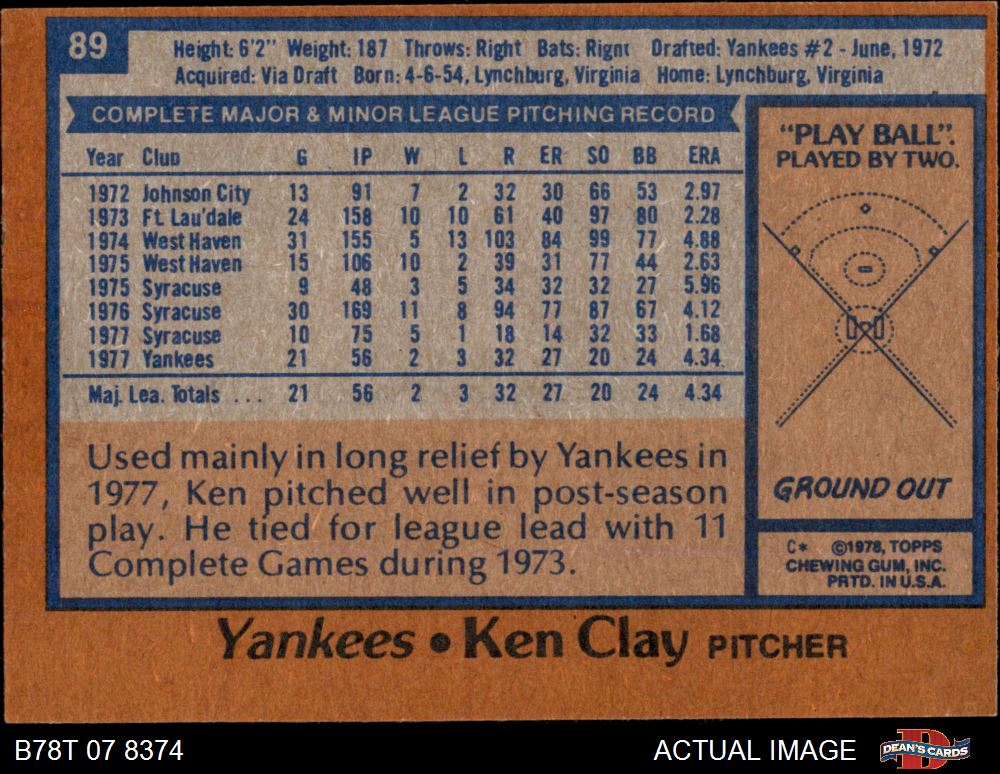 89
Height: 6'2" Weight: 187 Throws: Right Bats: Right Drafted: Yankees #2 - June, 1972
Acquired: Via Draft Born: 4-6-54, Lynchburg, Virginia Home: Lynchburg, Virginia
COMPLETE MAJOR & MINOR LEAGUE PITCHING RECORD
Year Club G IP W L R ER SO BB ERA
1972 Johnson City 13 91 7 2 32 30 66 53 2.97
1973 Ft. Lau'dale 24 158 10 10 61 40 97 80 2.28
1974 West Haven 31 155 5 13 103 84 99 77 4.88
1975 West Haven 15 106 10 2 39 31 77 44 2.63
1975 Syracuse 9 48 3 5 34 32 32 27 5.96
1976 Syracuse 30 169 11 8 94 77 87 67 4.12
1977 Syracuse 10 75 5 1 18 14 32 33 1.68
1977 Yankees 21 56 2 3 32 27 20 24 4.34
Maj. Lea. Totals ... 21 56 2 3 32 27 20 24 4.34
Used mainly in long relief by Yankees in
1977, Ken pitched well in post-season
play. He tied for league lead with 11
Complete Games during 1973.
"PLAY BALL".
PLAYED BY TWO.
GROUND OUT
C* ©1978, TOPPS
CHEWING GUM, INC.
PRTD. IN U.S.A.
Yankees • Ken Clay PITCHER
B78T 07 8374
ACTUAL IMAGE
DEAN'S CARDS